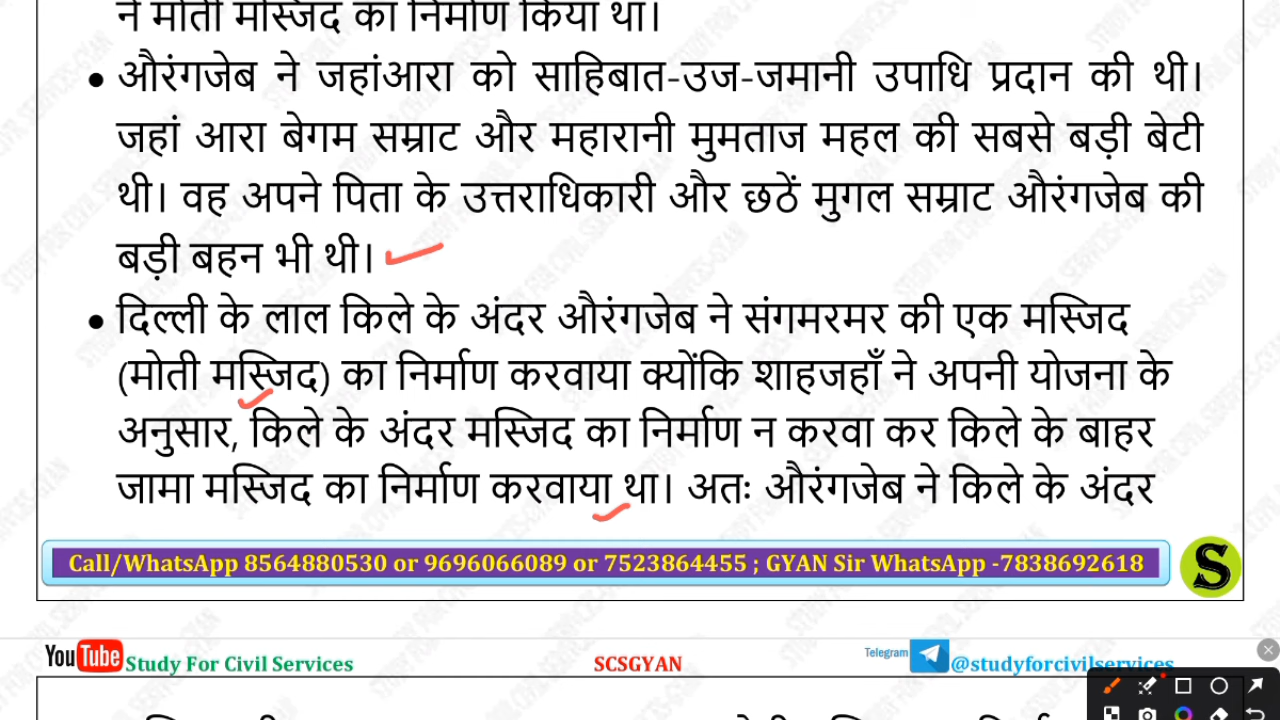 ने मोती मस्जिद का निर्माण किया था।
• औरंगजेब ने जहांआरा को साहिबात-उज-जमानी उपाधि प्रदान की थी।
जहां आरा बेगम सम्राट और महारानी मुमताज महल की सबसे बड़ी बेटी
थी। वह अपने पिता के उत्तराधिकारी और छठें मुगल सम्राट औरंगजेब की
बड़ी बहन भी थी।
• दिल्ली के लाल किले के अंदर औरंगजेब ने संगमरमर की एक मस्जिद
(मोती मस्जिद) का निर्माण करवाया क्योंकि शाहजहाँ ने अपनी योजना के
अनुसार, किले के अंदर मस्जिद का निर्माण न करवा कर किले के बाहर
जामा मस्जिद का निर्माण करवाया था। अतः औरंगजेब ने किले के अंदर
Call/WhatsApp 8564880530 or 9696066089 or 7523864455 ; GYAN Sir WhatsApp -7838692618
S
YouTube Study For Civil Services SCSGYAN Telegram @studyforcivilservices